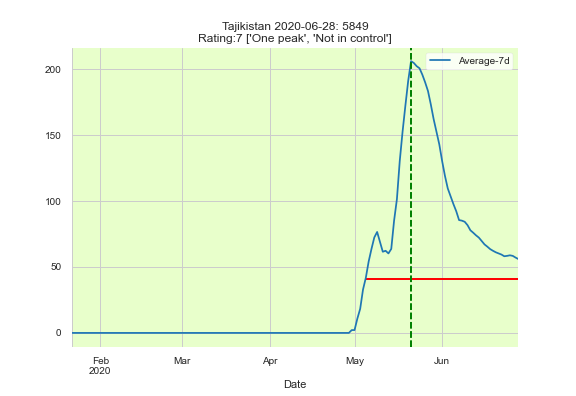 Tajikistan 2020-06-28: 5849
Rating:7 ['One peak', 'Not in control']
Average-7d
200
150
100
50
0
Feb Mar Apr May Jun
2020
Date